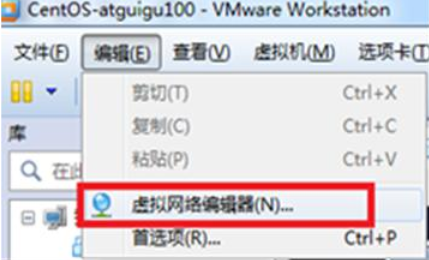 CentOS-atguigu100 - VMware Workstation
文件(F) 编辑(E) 查看(V) 虚拟机(M) 选项卡(T
剪切(T) Ctrl+X
复制(C) Ctrl+C
粘贴(P) Ctrl+V
库
在此
虚拟网络编辑器(N)...
首选项(R)... Ctrl+P